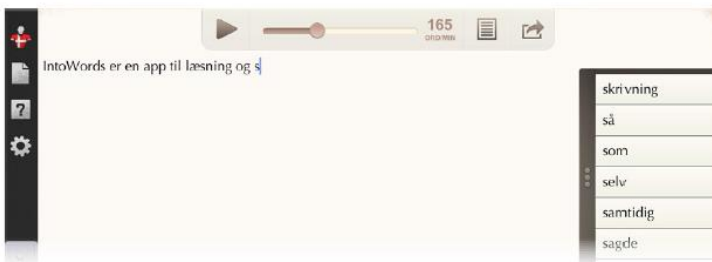 165
ORD/MIN
IntoWords er en app til læsning og s
?
skrivning
så
som
selv
samtidig
sagde